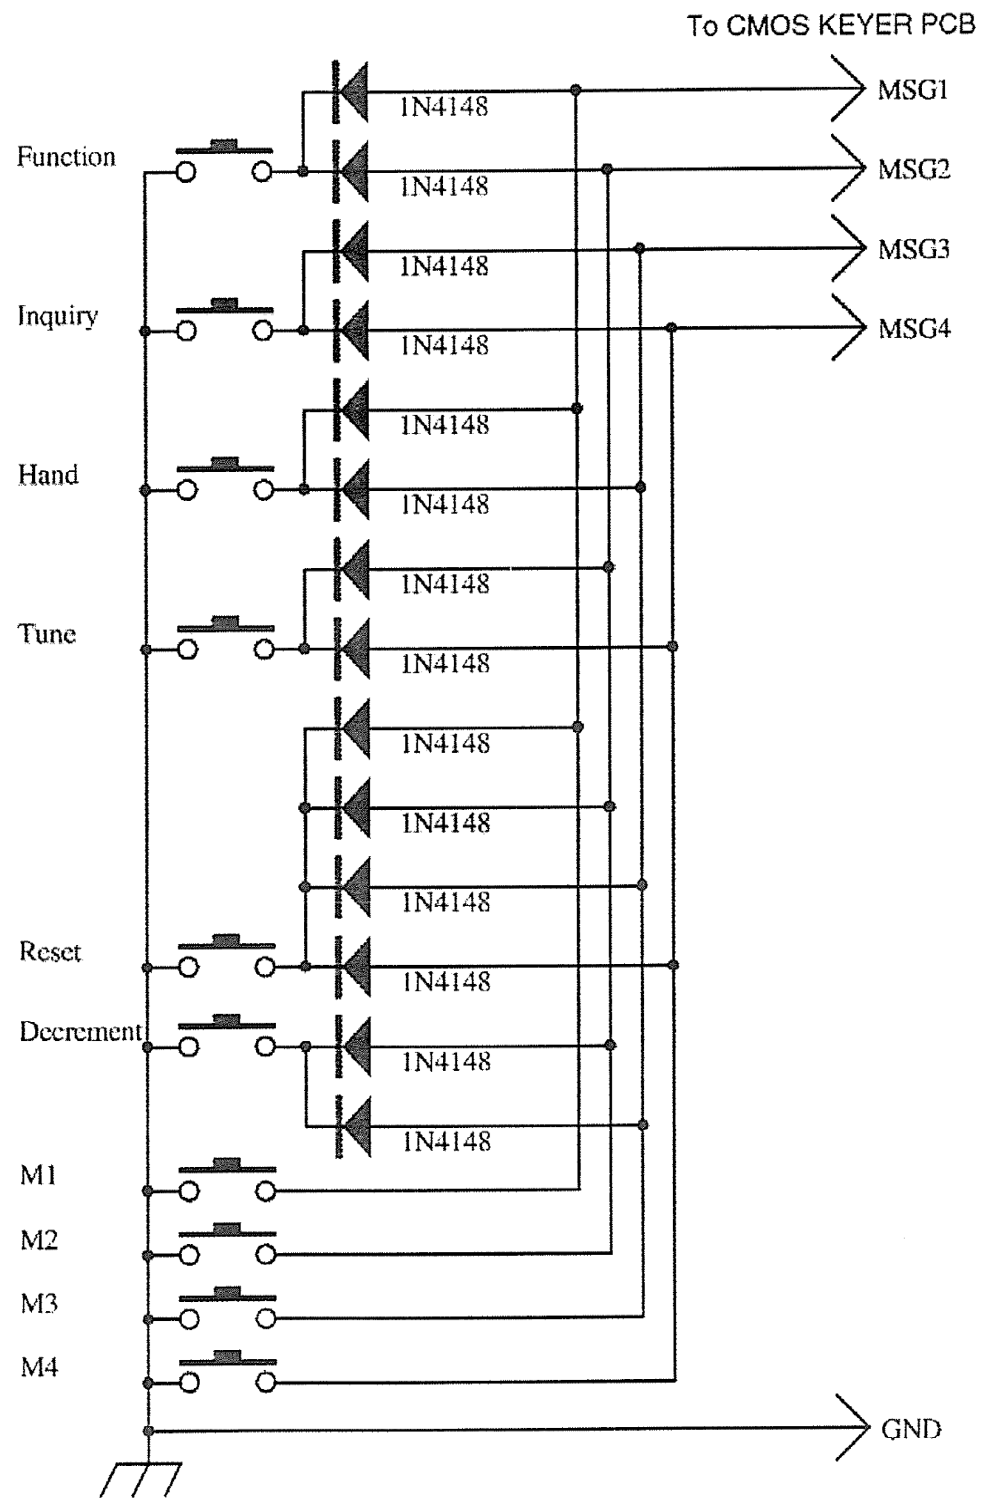 To CMOS KEYER PCB
1N4148
MSG1
Function
1N4148
MSG2
1N4148
MSG3
Inquiry
1N4148
MSG4
1N4148
Hand
1N4148
1N4148
Tune
1N4148
1N4148
1N4148
1N4148
Reset
1N4148
Decrement
1N4148
1N4148
M1
M2
M3
M4
GND